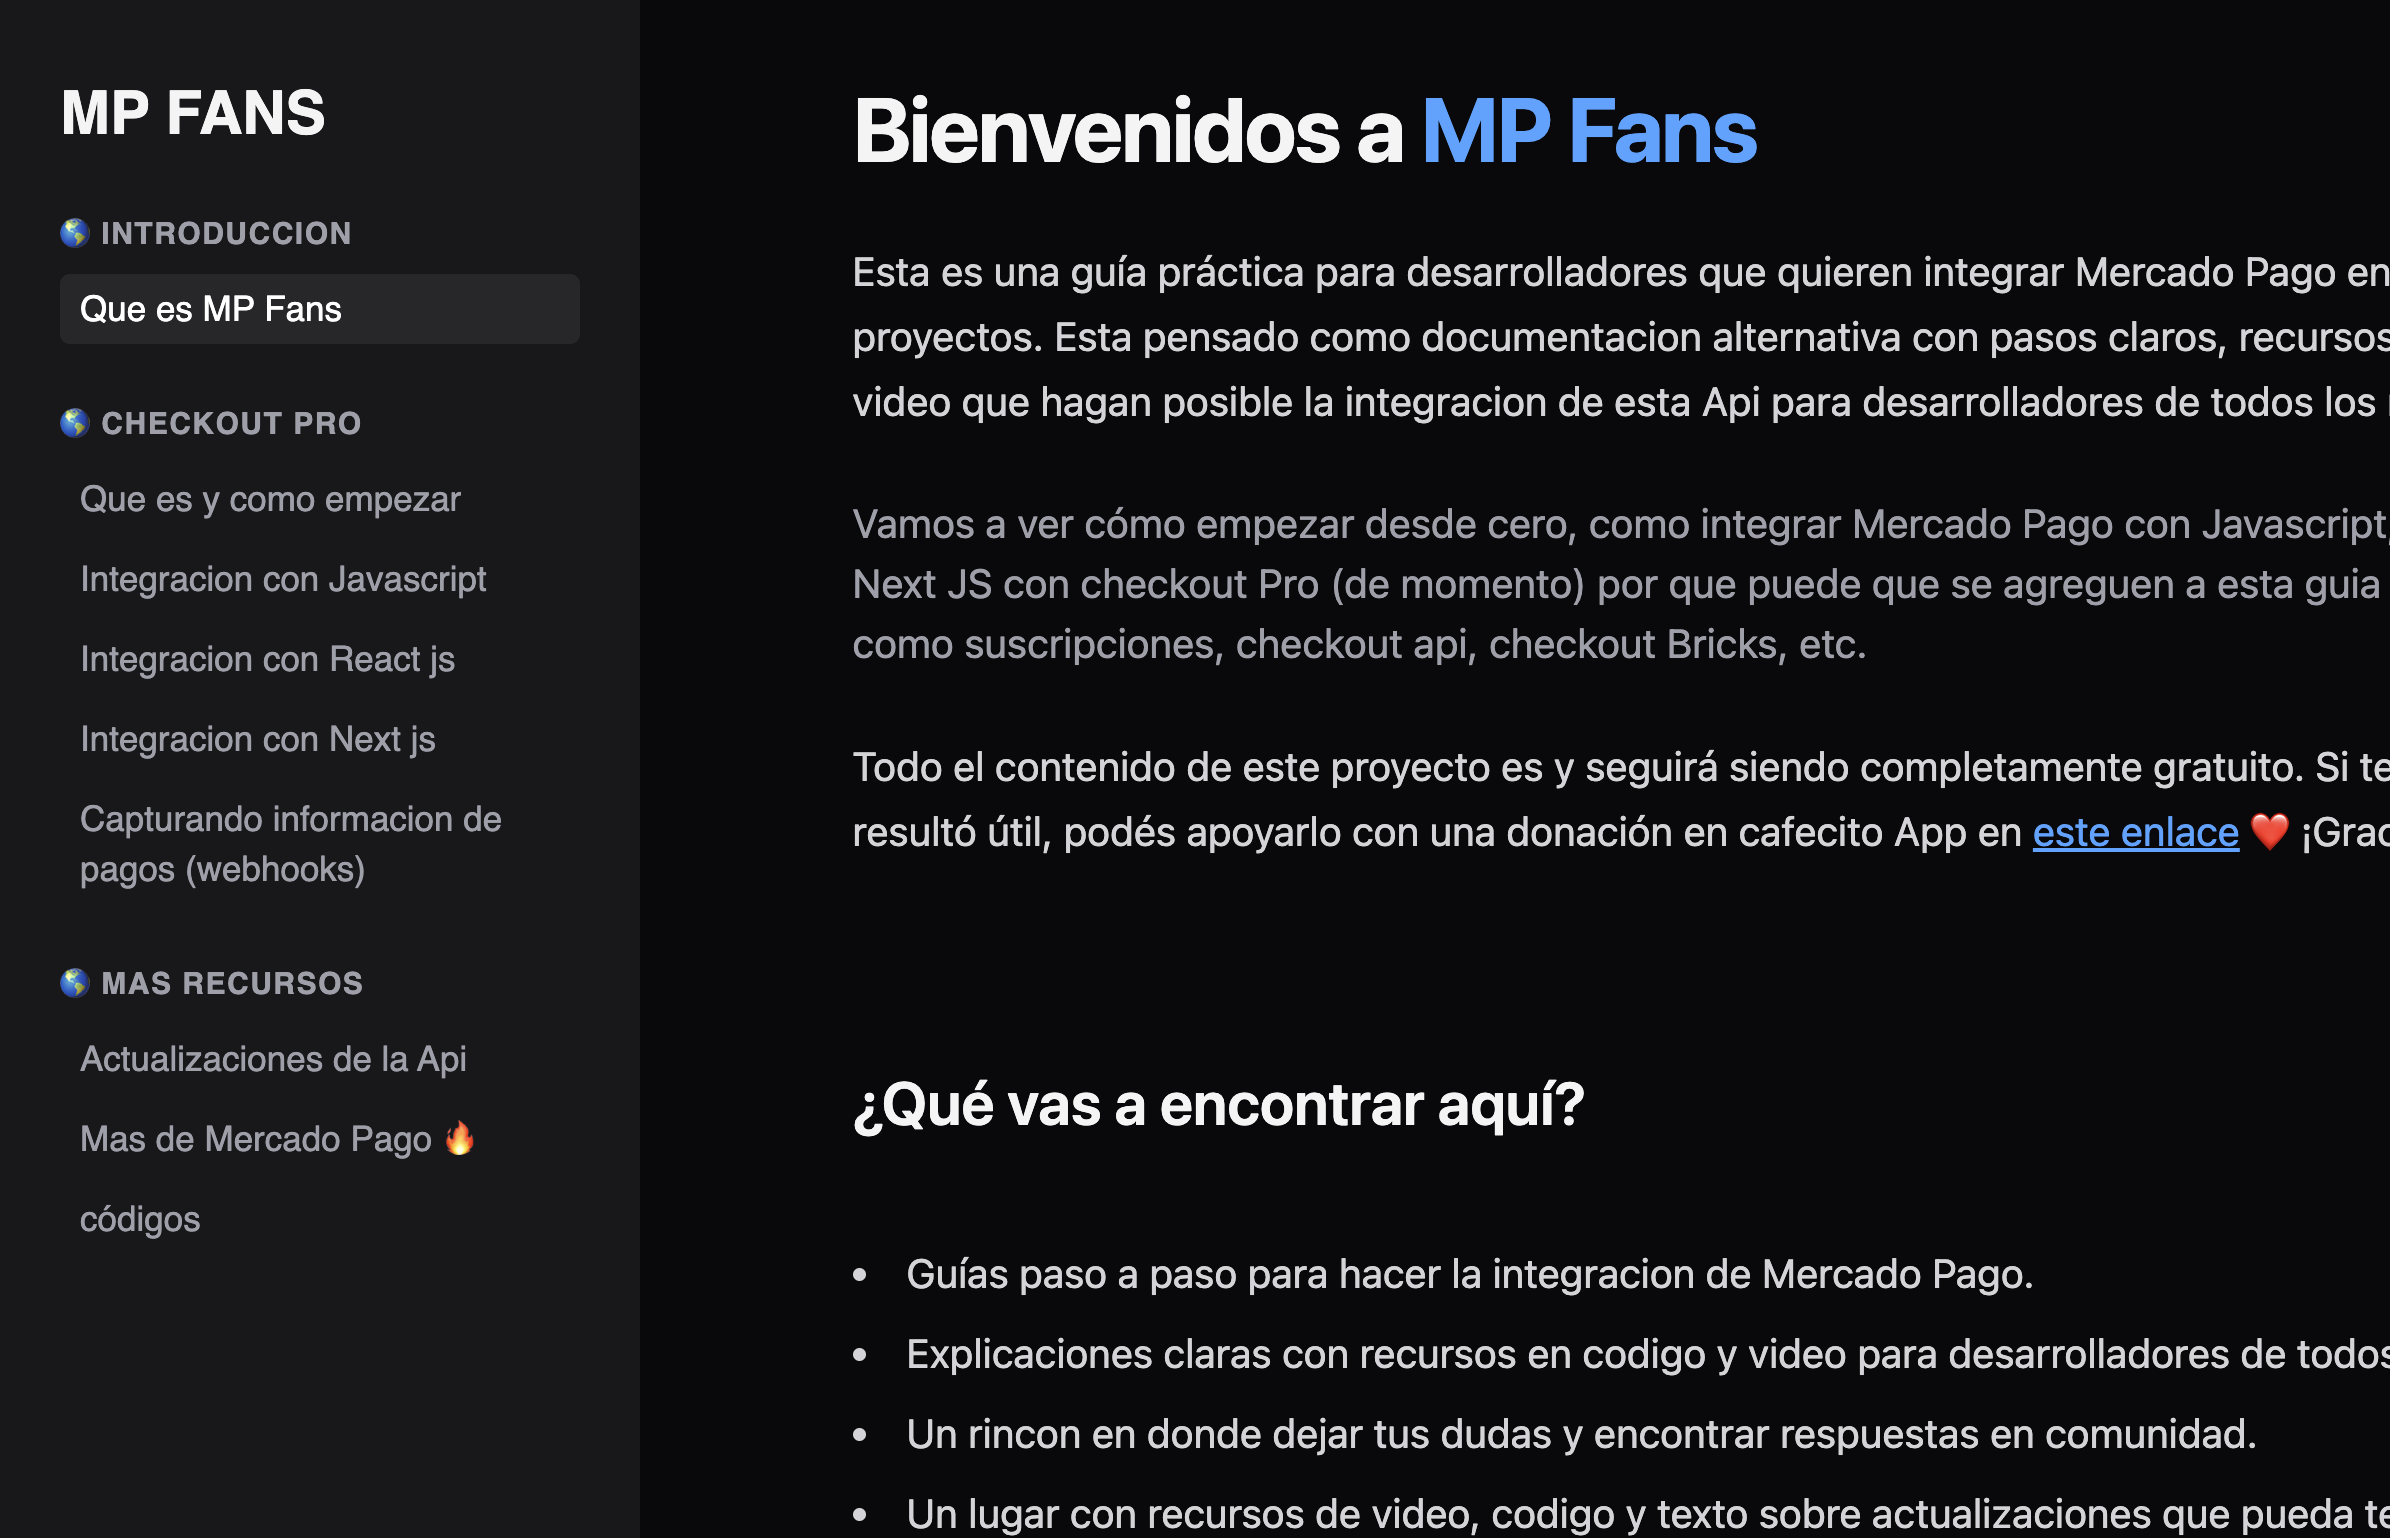 MP FANS
🌎 INTRODUCCION
Que es MP Fans
🌎 CHECKOUT PRO
Que es y como empezar
Integracion con Javascript
Integracion con React js
Integracion con Next js
Capturando informacion de
pagos (webhooks)
🌎 MAS RECURSOS
Actualizaciones de la Api
Mas de Mercado Pago 🔥
códigos
Bienvenidos a MP Fans
Esta es una guía práctica para desarrolladores que quieren integrar Mercado Pago en
proyectos. Esta pensado como documentacion alternativa con pasos claros, recursos
video que hagan posible la integracion de esta Api para desarrolladores de todos los
Vamos a ver cómo empezar desde cero, como integrar Mercado Pago con Javascript,
Next JS con checkout Pro (de momento) por que puede que se agreguen a esta guia
como suscripciones, checkout api, checkout Bricks, etc.
Todo el contenido de este proyecto es y seguirá siendo completamente gratuito. Si te
resultó útil, podés apoyarlo con una donación en cafecito App en este enlace ❤️
¿Qué vas a encontrar aquí?
• Guías paso a paso para hacer la integracion de Mercado Pago.
• Explicaciones claras con recursos en codigo y video para desarrolladores de todos
• Un rincon en donde dejar tus dudas y encontrar respuestas en comunidad.
• Un lugar con recursos de video, codigo y texto sobre actualizaciones que pueda